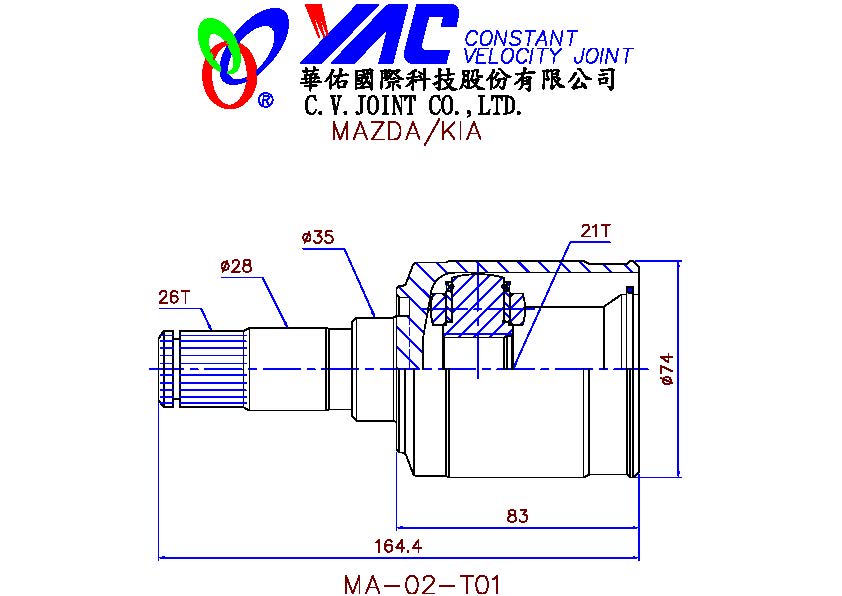 YAC CONSTANT
VELOCITY JOINT
®
華佑國際科技股份有限公司
C.V.JOINT CO.,LTD.
MAZDA/KIA
ø35
21T
ø28
26T
ø74
83
164.4
MA-02-T01